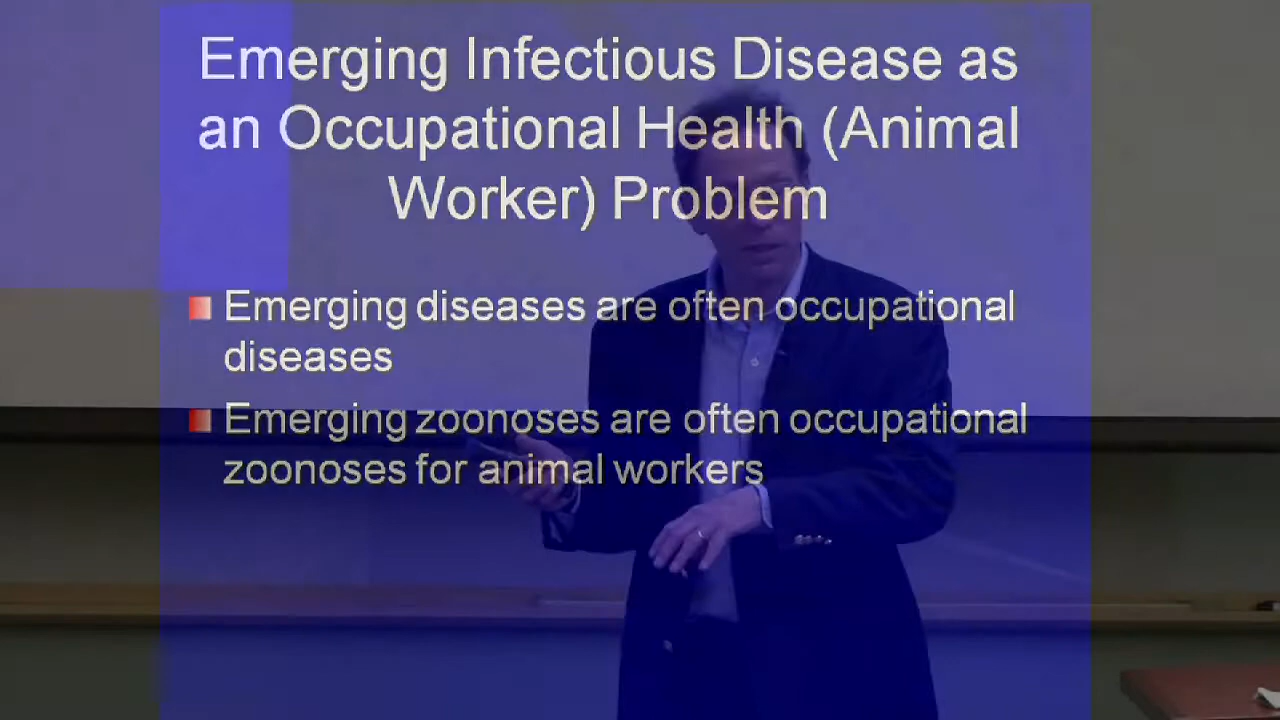 Emerging Infectious Disease as
an Occupational Health (Animal
Worker) Problem
Emerging diseases are often occupational
diseases
Emerging zoonoses are often occupational
zoonoses for animal workers